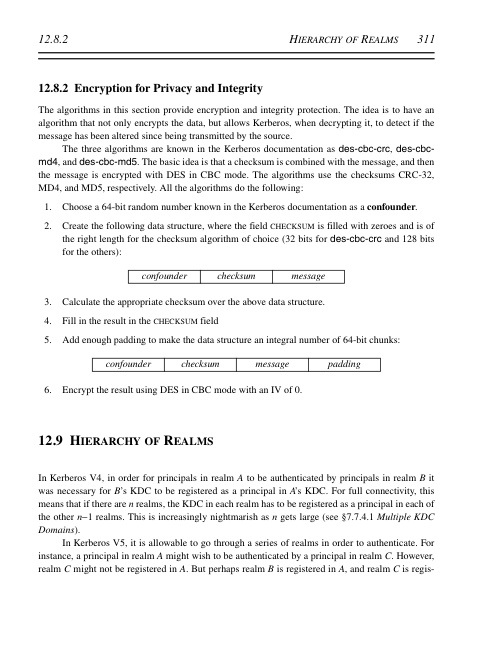 12.8.2 HIERARCHY OF REALMS 311
12.8.2 Encryption for Privacy and Integrity
The algorithms in this section provide encryption and integrity protection. The idea is to have an
algorithm that not only encrypts the data, but allows Kerberos, when decrypting it, to detect if the
message has been altered since being transmitted by the source.
The three algorithms are known in the Kerberos documentation as des-cbc-crc, des-cbc-
md4, and des-cbc-md5. The basic idea is that a checksum is combined with the message, and then
the message is encrypted with DES in CBC mode. The algorithms use the checksums CRC-32,
MD4, and MD5, respectively. All the algorithms do the following:
1. Choose a 64-bit random number known in the Kerberos documentation as a confounder.
2. Create the following data structure, where the field CHECKSUM is filled with zeroes and is of
the right length for the checksum algorithm of choice (32 bits for des-cbc-crc and 128 bits
for the others):
confounder checksum message
3. Calculate the appropriate checksum over the above data structure.
4. Fill in the result in the CHECKSUM field
5. Add enough padding to make the data structure an integral number of 64-bit chunks:
confounder checksum message padding
6. Encrypt the result using DES in CBC mode with an IV of 0.
12.9 HIERARCHY OF REALMS
In Kerberos V4, in order for principals in realm A to be authenticated by principals in realm B it
was necessary for B's KDC to be registered as a principal in A's KDC. For full connectivity, this
means that if there are n realms, the KDC in each realm has to be registered as a principal in each of
the other n–1 realms. This is increasingly nightmarish as n gets large (see §7.7.4.1 Multiple KDC
Domains).
In Kerberos V5, it is allowable to go through a series of realms in order to authenticate. For
instance, a principal in realm A might wish to be authenticated by a principal in realm C. However,
realm C might not be registered in A. But perhaps realm B is registered in A, and realm C is regis-